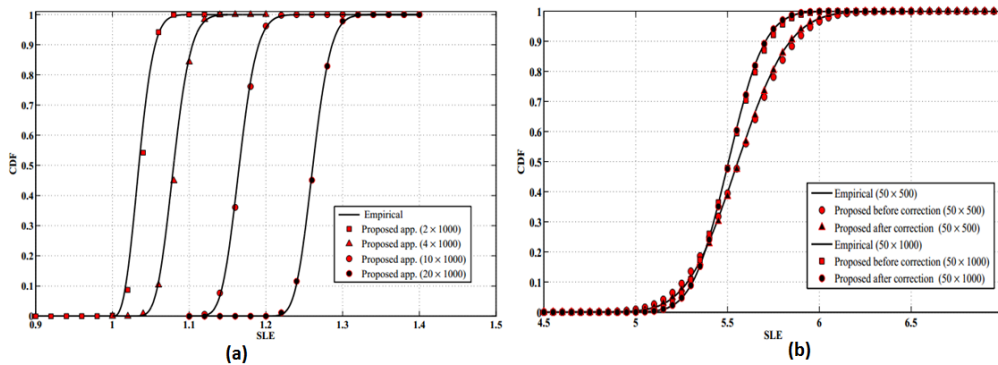 1
0.9
0.8
0.7
0.6
0.5
0.4
0.3
0.2
0.1
0
CDF
0.9 1 1.1 1.2 1.3 1.4 1.5
SLE
Empirical
Proposed app. (2 × 1000)
Proposed app. (4 × 1000)
Proposed app. (10 × 1000)
Proposed app. (20 × 1000)
(a)
1
0.9
0.8
0.7
0.6
0.5
0.4
0.3
0.2
0.1
0
CDF
4.5 5 5.5 6 6.5
SLE
Empirical (50 × 500)
Proposed before correction (50 × 500)
Proposed after correction (50 × 500)
Empirical (50 × 1000)
Proposed before correction (50 × 1000)
Proposed after correction (50 × 1000)
(b)